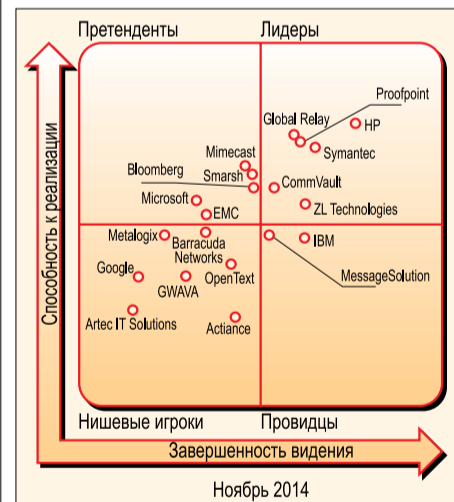 Претенденты
Лидеры
Proofpoint
Global Relay
HP
Mimecast
Symantec
Bloomberg
Smarsh
CommVault
Microsoft
EMC
ZL Technologies
Metalogix
Barracuda
Networks
IBM
Google
OpenText
MessageSolution
GWAVA
Artec IT Solutions
Actiance
Способность к реализации
Нишевые игроки
Провидцы
Завершенность видения
Ноябрь 2014